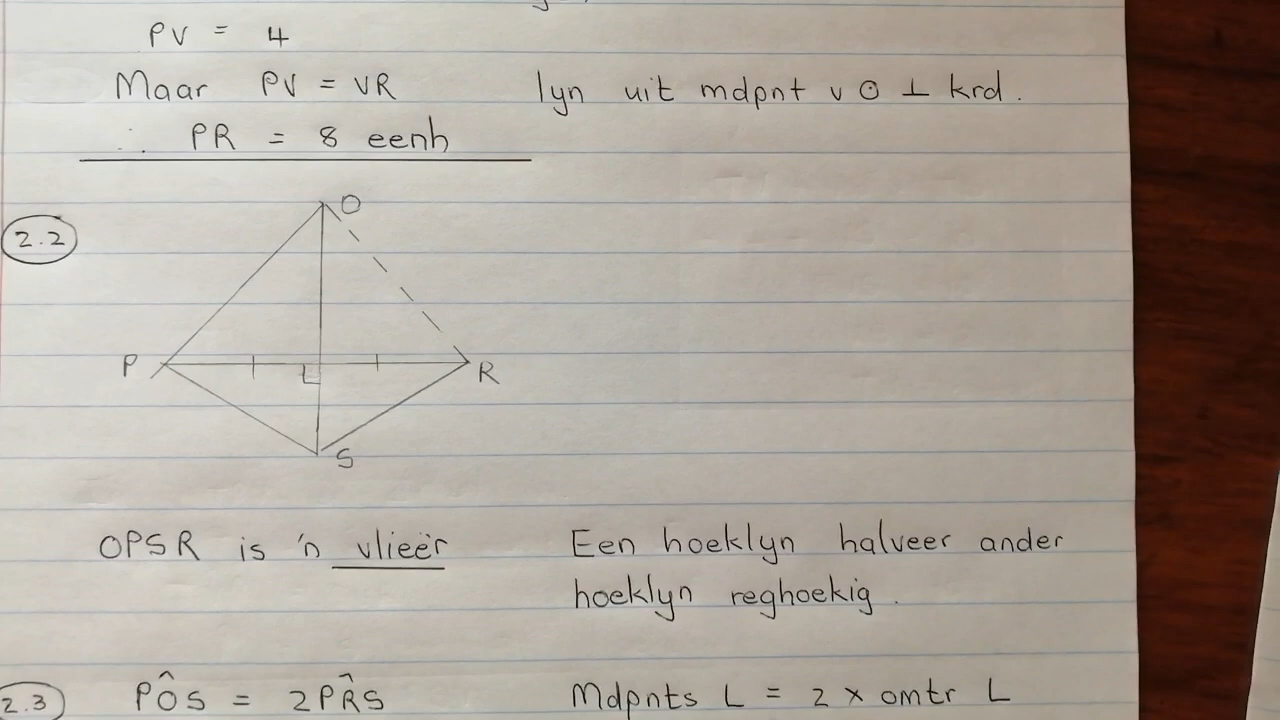 PV = 4
Maar PV = VR lyn uit mdpnt v ⊙ ⊥ krd.
∴ PR = 8 eenh
2.2
O
P
R
S
OPSR is 'n vlieër Een hoeklyn halveer ander
hoeklyn reghoekig.
2.3 PÔS = 2PR̂S Mdpnts L = 2 × omtr L